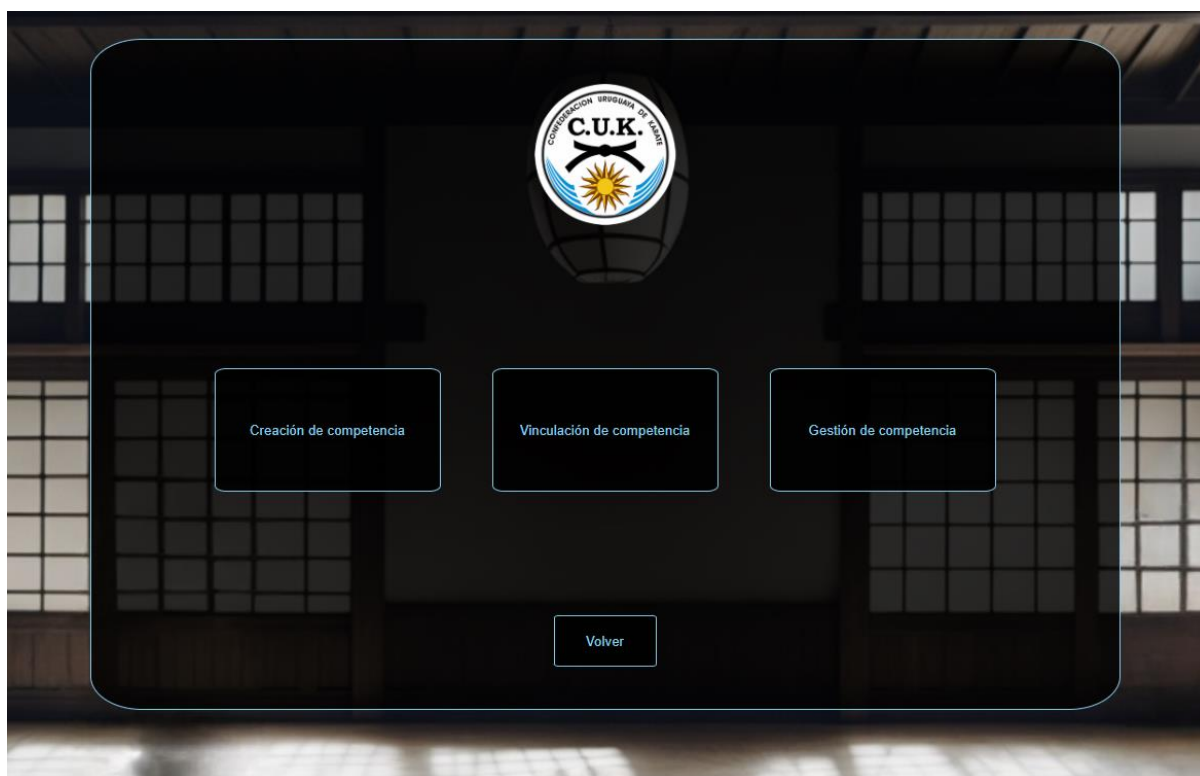 CONFEDERACION URUGUAYA DE KARATE
C.U.K.
Creación de competencia
Vinculación de competencia
Gestión de competencia
Volver